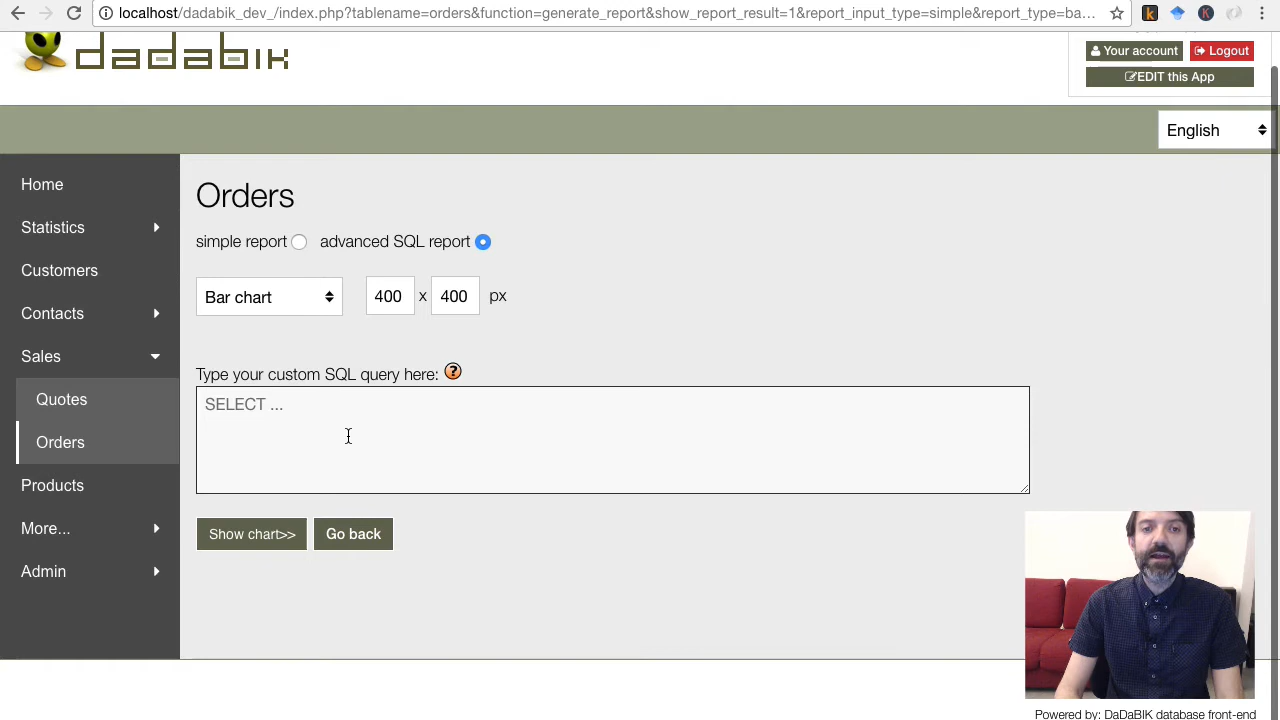 localhost/dadabik_dev_/index.php?tablename=orders&function=generate_report&show_report_result=1&report_input_type=simple&report_type=ba...
dadabik
Your account
Logout
EDIT this App
English
Home
Statistics
Customers
Contacts
Sales
Quotes
Orders
Products
More...
Admin
Orders
simple report
advanced SQL report
Bar chart
400 x 400 px
Type your custom SQL query here: ?
SELECT ...
Show chart>>
Go back
Powered by: DaDaBIK database front-end